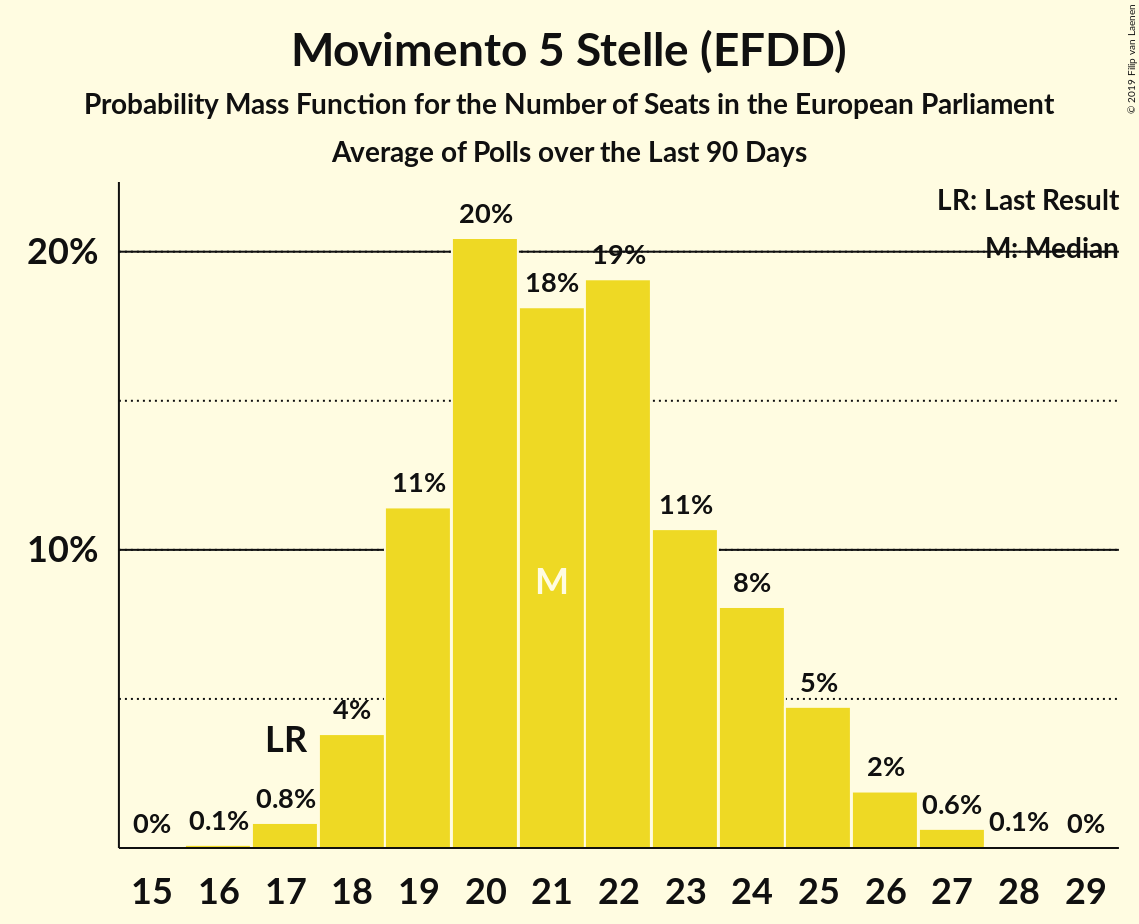 Movimento 5 Stelle (EFDD)
Probability Mass Function for the Number of Seats in the European Parliament
Average of Polls over the Last 90 Days
© 2019 Filip van Laenen
LR: Last Result
M: Median
20%
10%
0%
0.1%
0.8%
LR
4%
11%
20%
18%
M
19%
11%
8%
5%
2%
0.6%
0.1%
0%
15 16 17 18 19 20 21 22 23 24 25 26 27 28 29